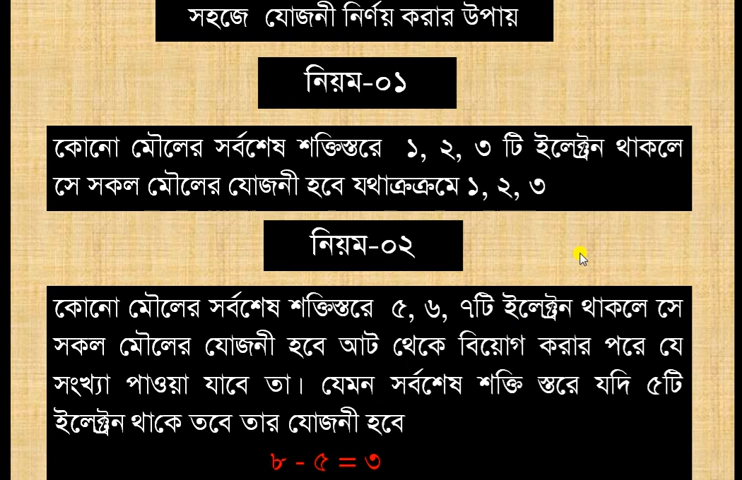 সহজে যোজনী নির্ণয় করার উপায়
নিয়ম-০১
কোনো মৌলের সর্বশেষ শক্তিস্তরে ১, ২, ৩ টি ইলেক্ট্রন থাকলে
সে সকল মৌলের যোজনী হবে যথাক্রক্রমে ১, ২, ৩
নিয়ম-০২
কোনো মৌলের সর্বশেষ শক্তিস্তরে ৫, ৬, ৭টি ইলেক্ট্রন থাকলে সে
সকল মৌলের যোজনী হবে আট থেকে বিয়োগ করার পরে যে
সংখ্যা পাওয়া যাবে তা। যেমন সর্বশেষ শক্তি স্তরে যদি ৫টি
ইলেক্ট্রন থাকে তবে তার যোজনী হবে
৮ - ৫ = ৩